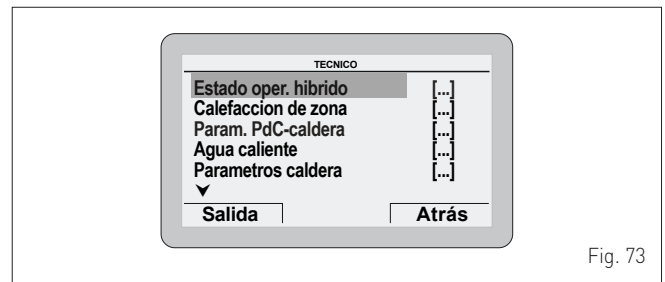 TECNICO
Estado oper. hibrido [...]
Calefaccion de zona [...]
Param. PdC-caldera [...]
Agua caliente [...]
Parametros caldera [...]
Salida Atrás
Fig. 73